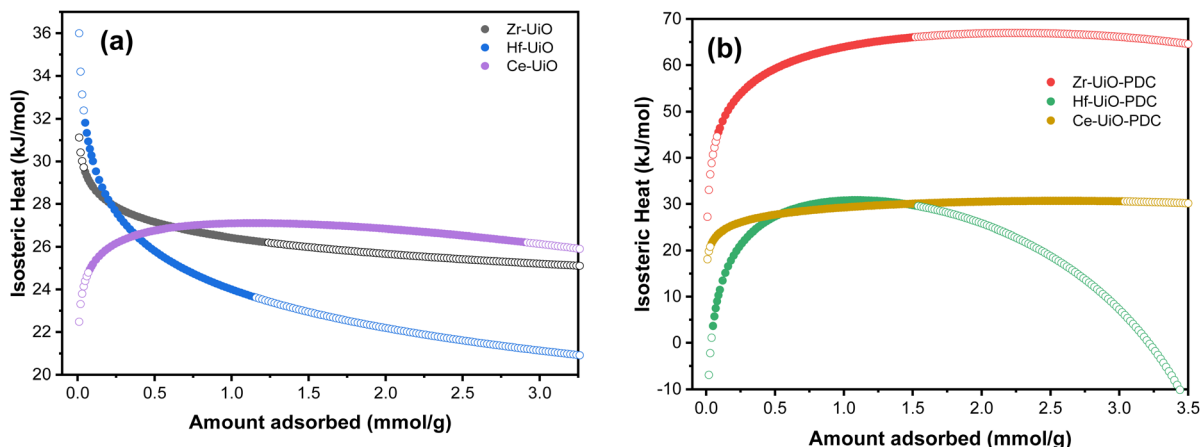 (a)
Zr-UiO
Hf-UiO
Ce-UiO
Isosteric Heat (kJ/mol)
36
34
32
30
28
26
24
22
20
0.0 0.5 1.0 1.5 2.0 2.5 3.0
Amount adsorbed (mmol/g)
(b)
Zr-UiO-PDC
Hf-UiO-PDC
Ce-UiO-PDC
Isosteric Heat (kJ/mol)
70
60
50
40
30
20
10
0
-10
0.0 0.5 1.0 1.5 2.0 2.5 3.0 3.5
Amount adsorbed (mmol/g)